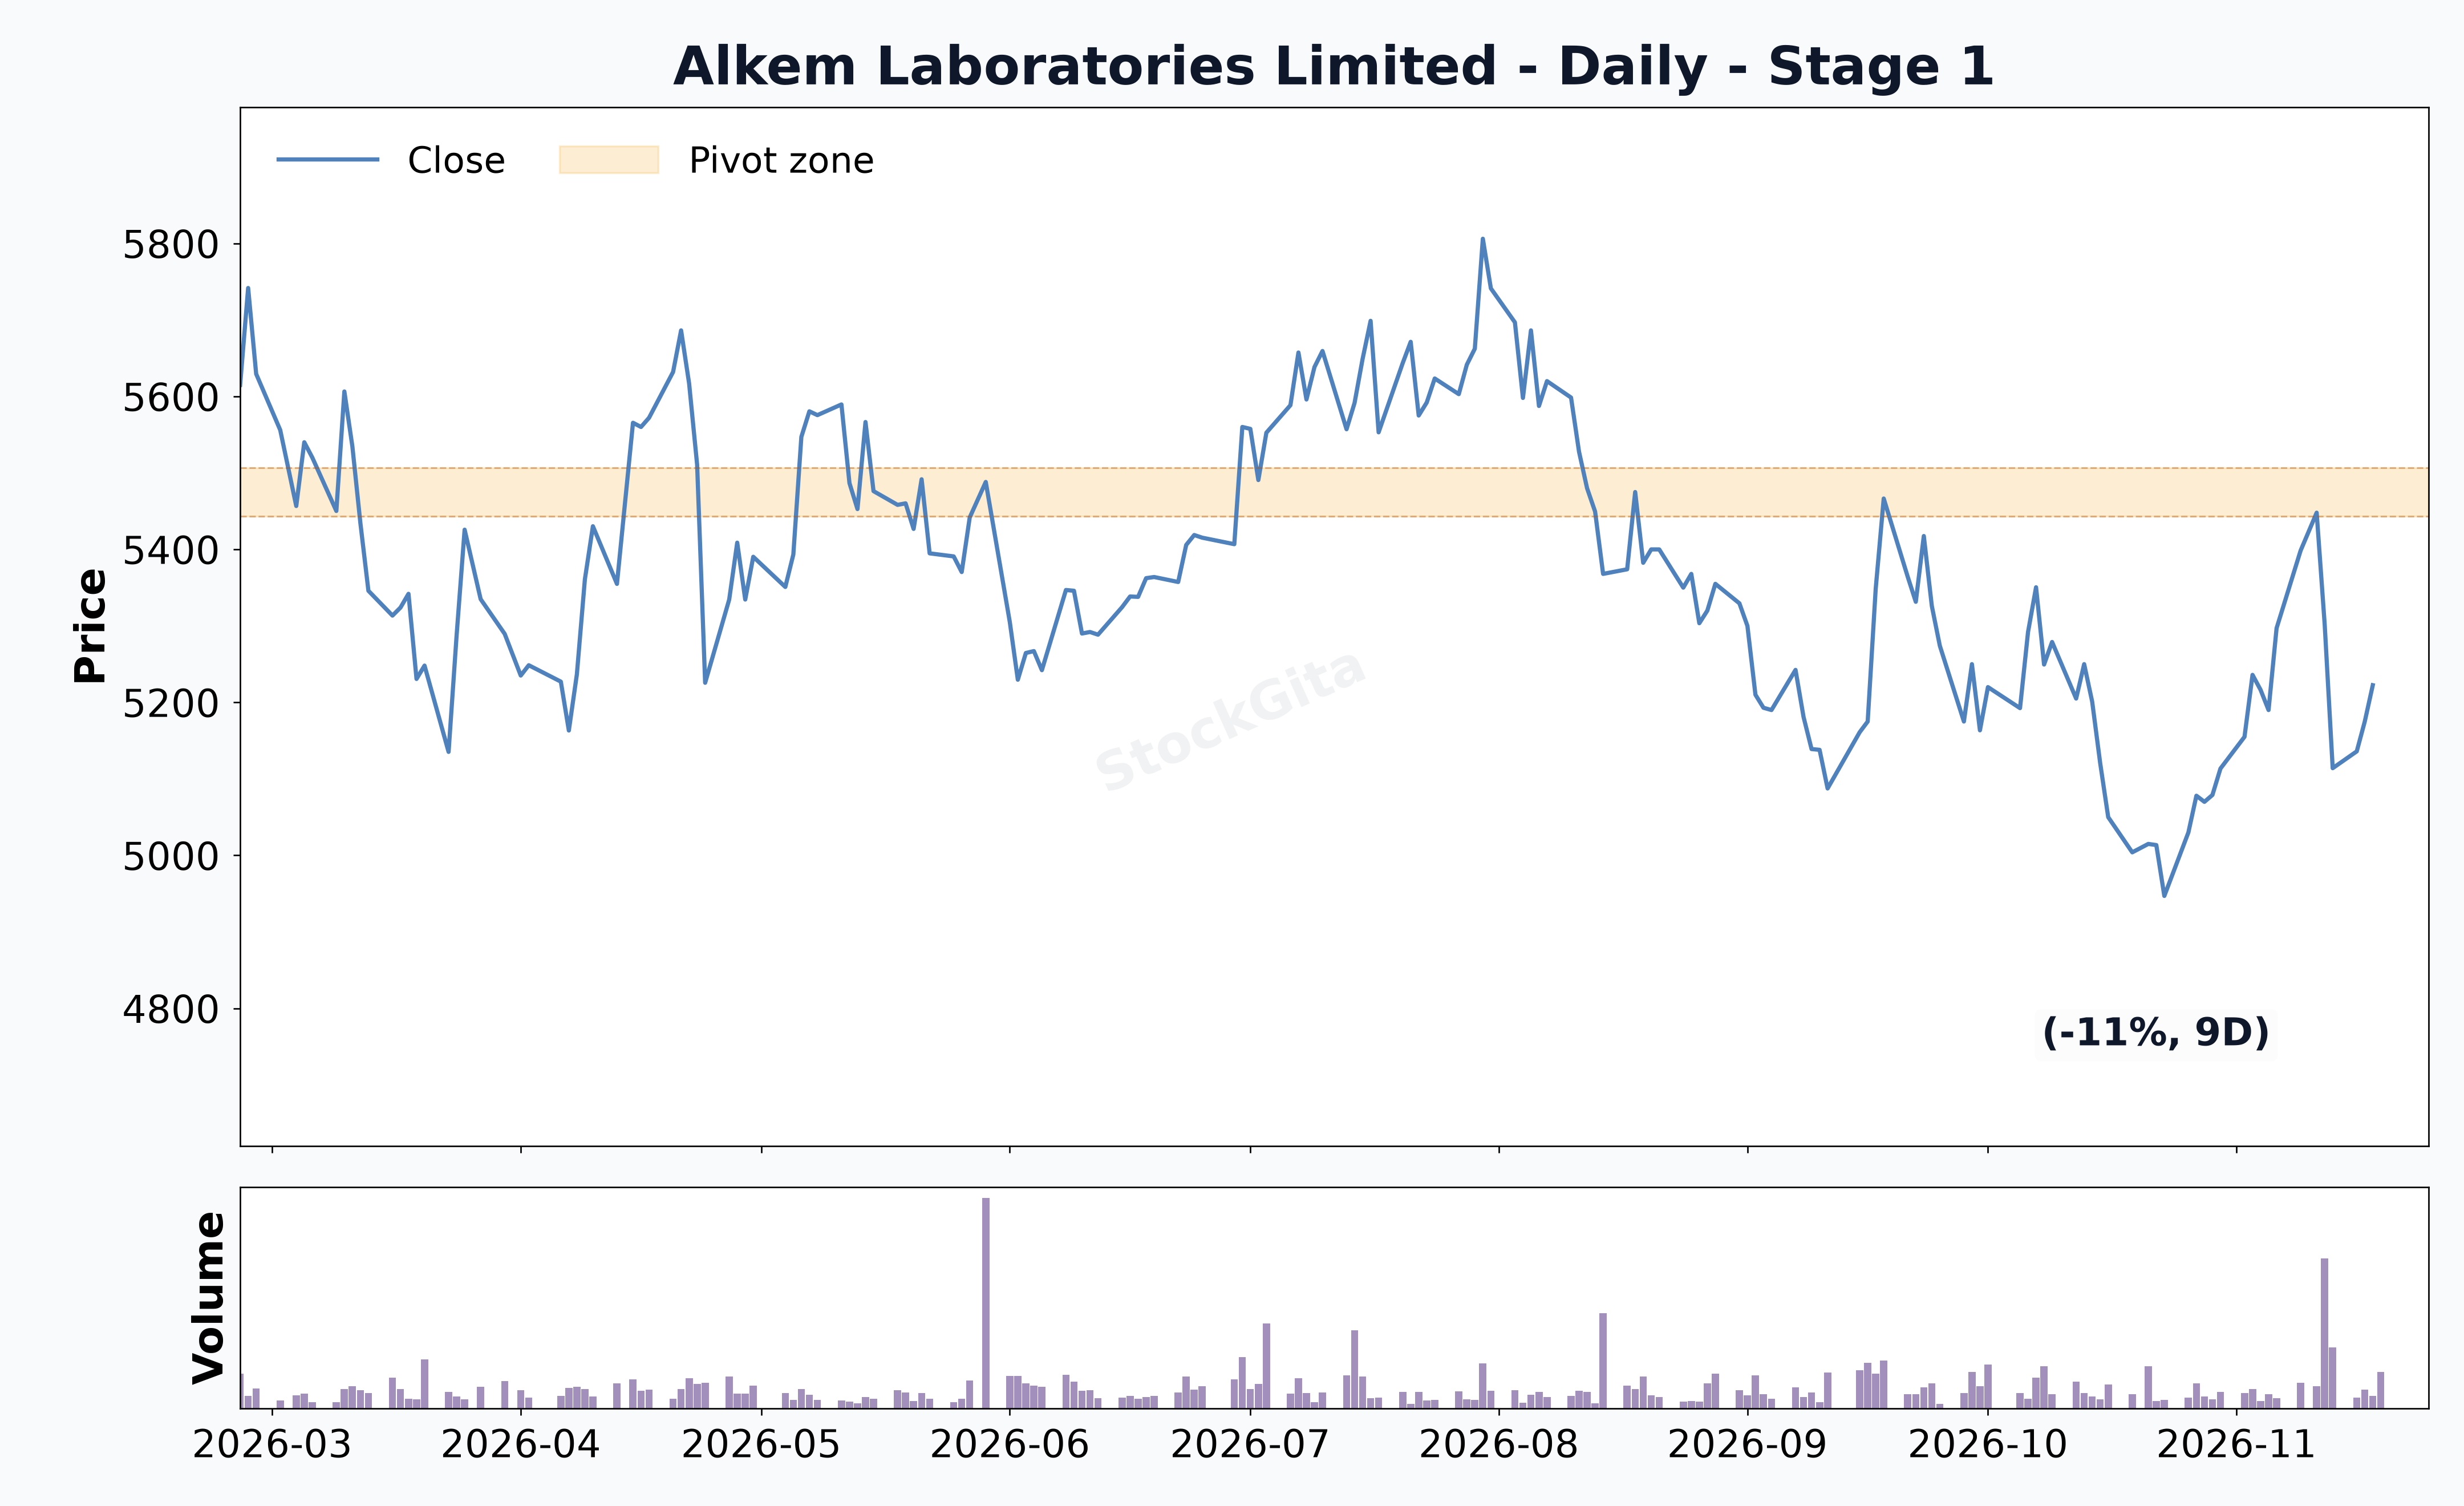 Alkem Laboratories Limited - Daily - Stage 1
Close
Pivot zone
5800
5600
5400
5200
5000
4800
Price
StockGita
(-11%, 9D)
Volume
2026-03
2026-04
2026-05
2026-06
2026-07
2026-08
2026-09
2026-10
2026-11